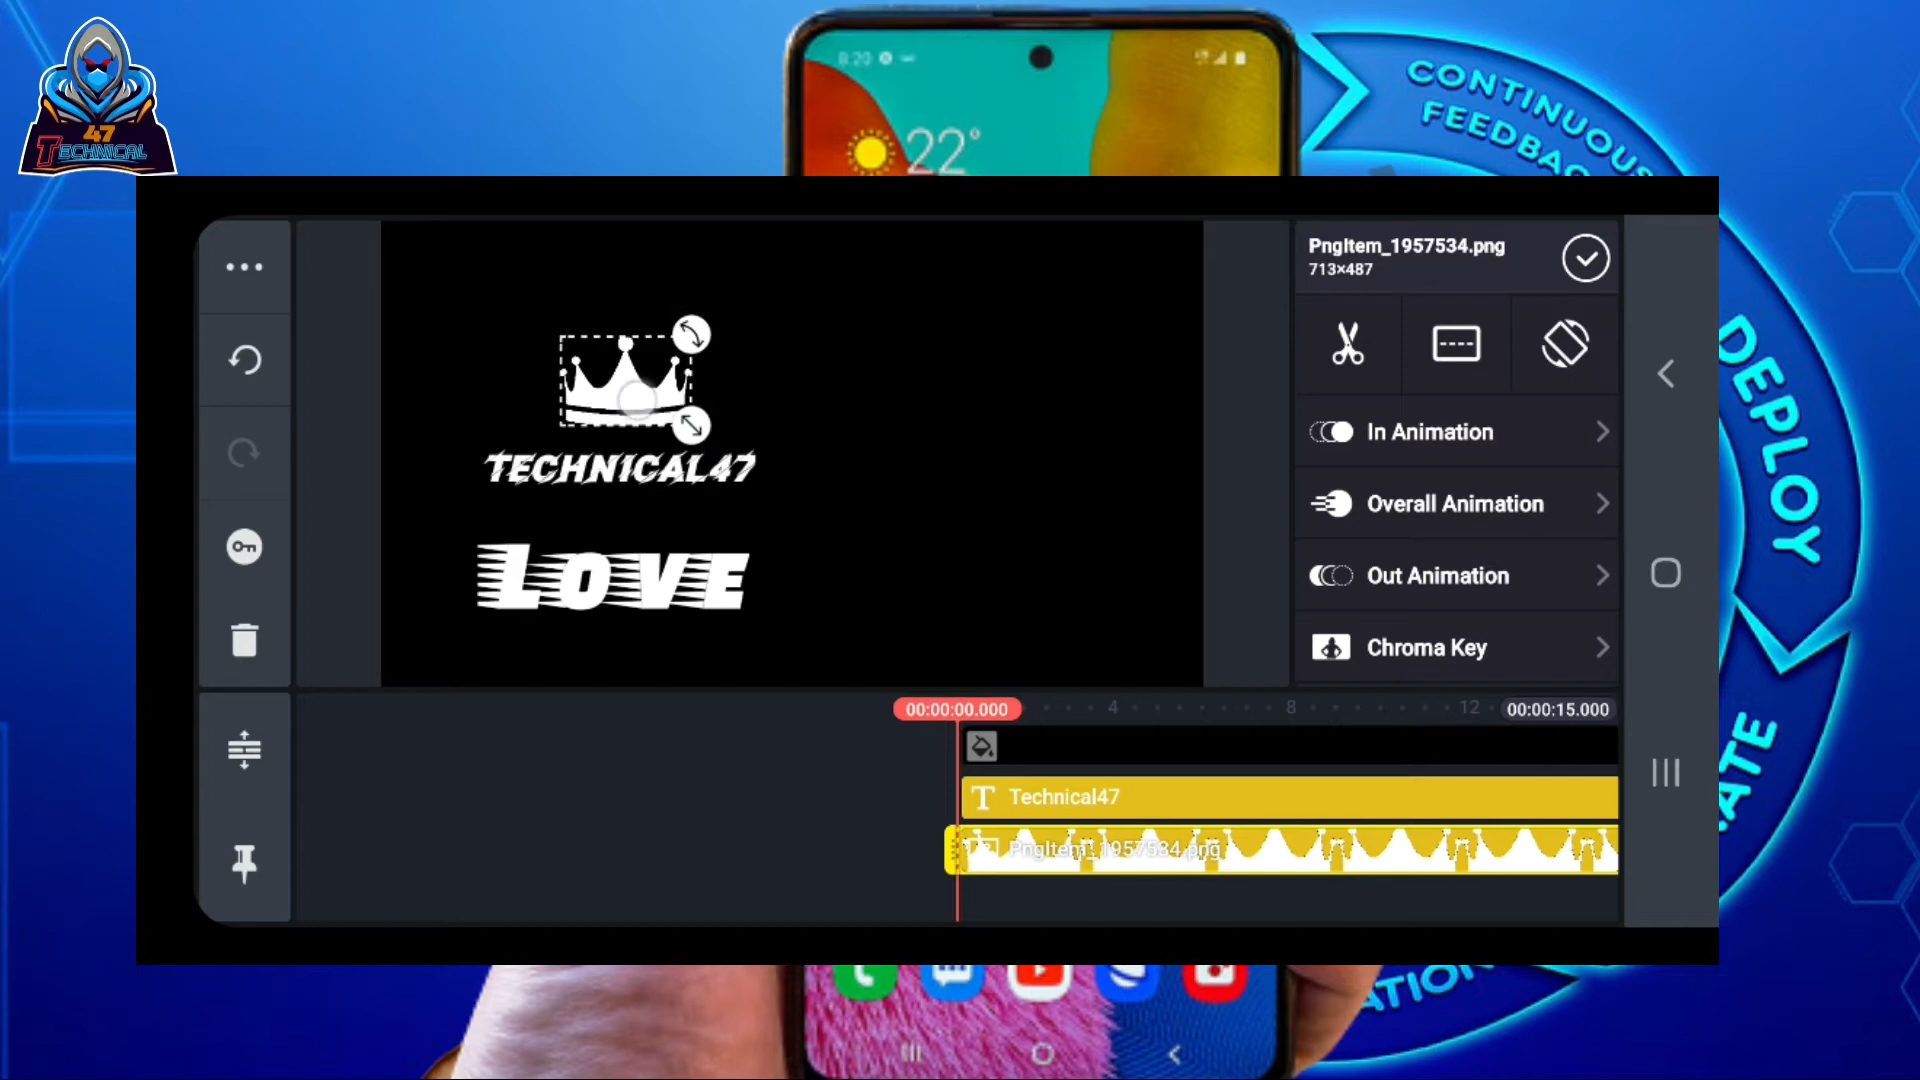 47
TECHNICAL
8:20
22°
CONTINUOUS
FEEDBAC
DEPLOY
ATE
ATION
PngItem_1957534.png
713×487
In Animation
Overall Animation
Out Animation
Chroma Key
TECHNICAL47
LOVE
00:00:00.000
4
8
12
00:00:15.000
Technical47
PngItem_1957534.png